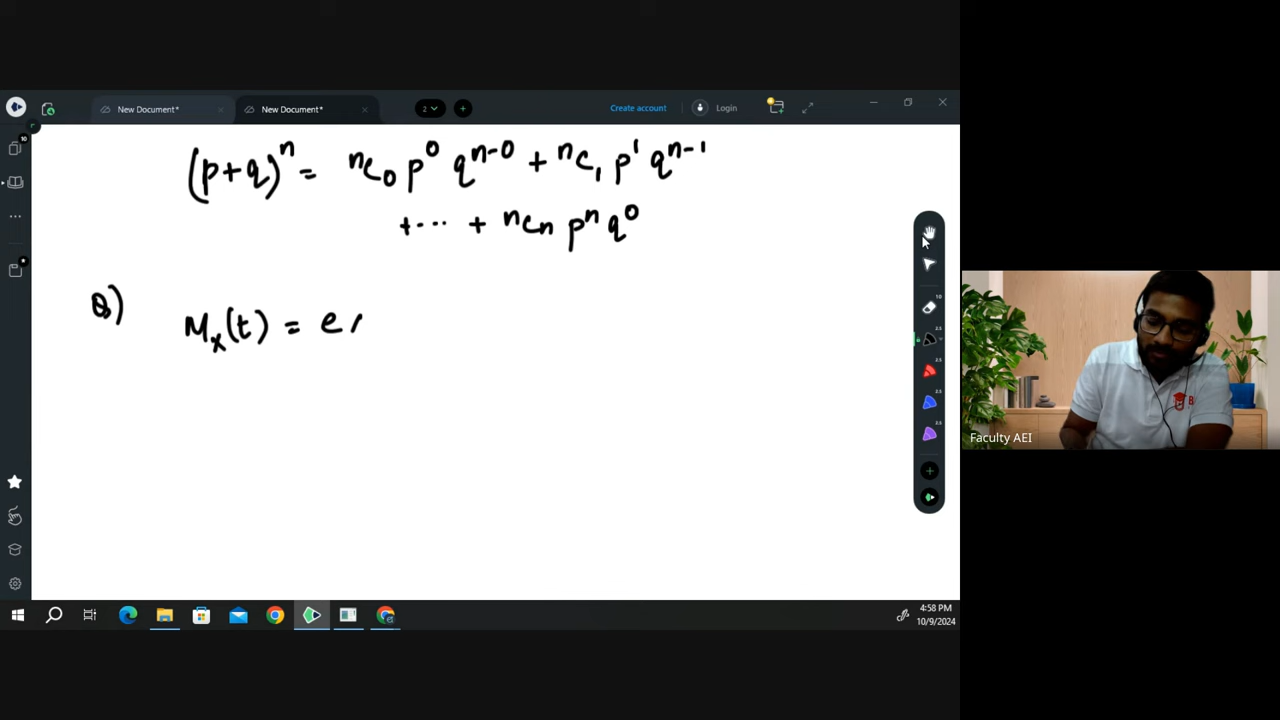 New Document* New Document* 2 Create account Login
(p+q)ⁿ = ⁿC₀ p⁰ qⁿ⁻⁰ + ⁿC₁ p¹ qⁿ⁻¹
+ ... + ⁿCₙ pⁿ q⁰
Q) Mₓ(t) = e
Faculty AEI
4:58 PM
10/9/2024